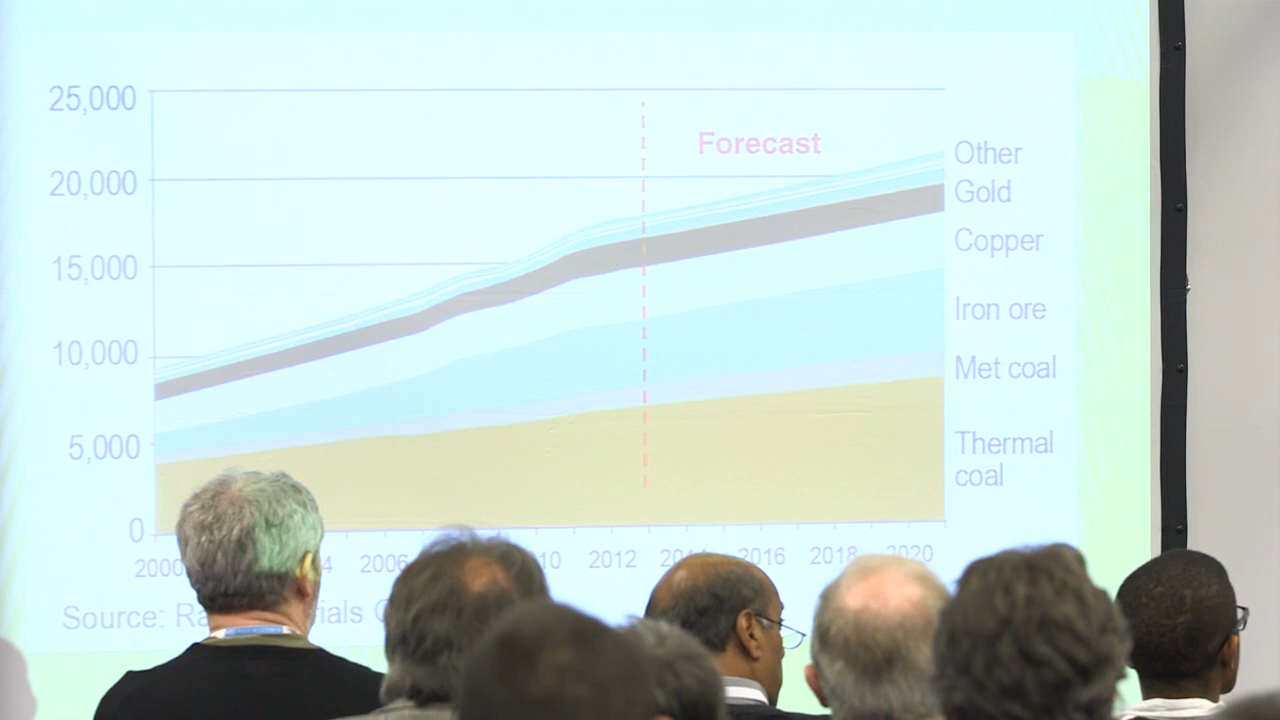 25,000
20,000
15,000
10,000
5,000
0
Forecast
Other
Gold
Copper
Iron ore
Met coal
Thermal
coal
2000 2006 2012 2016 2018 2020
Source: